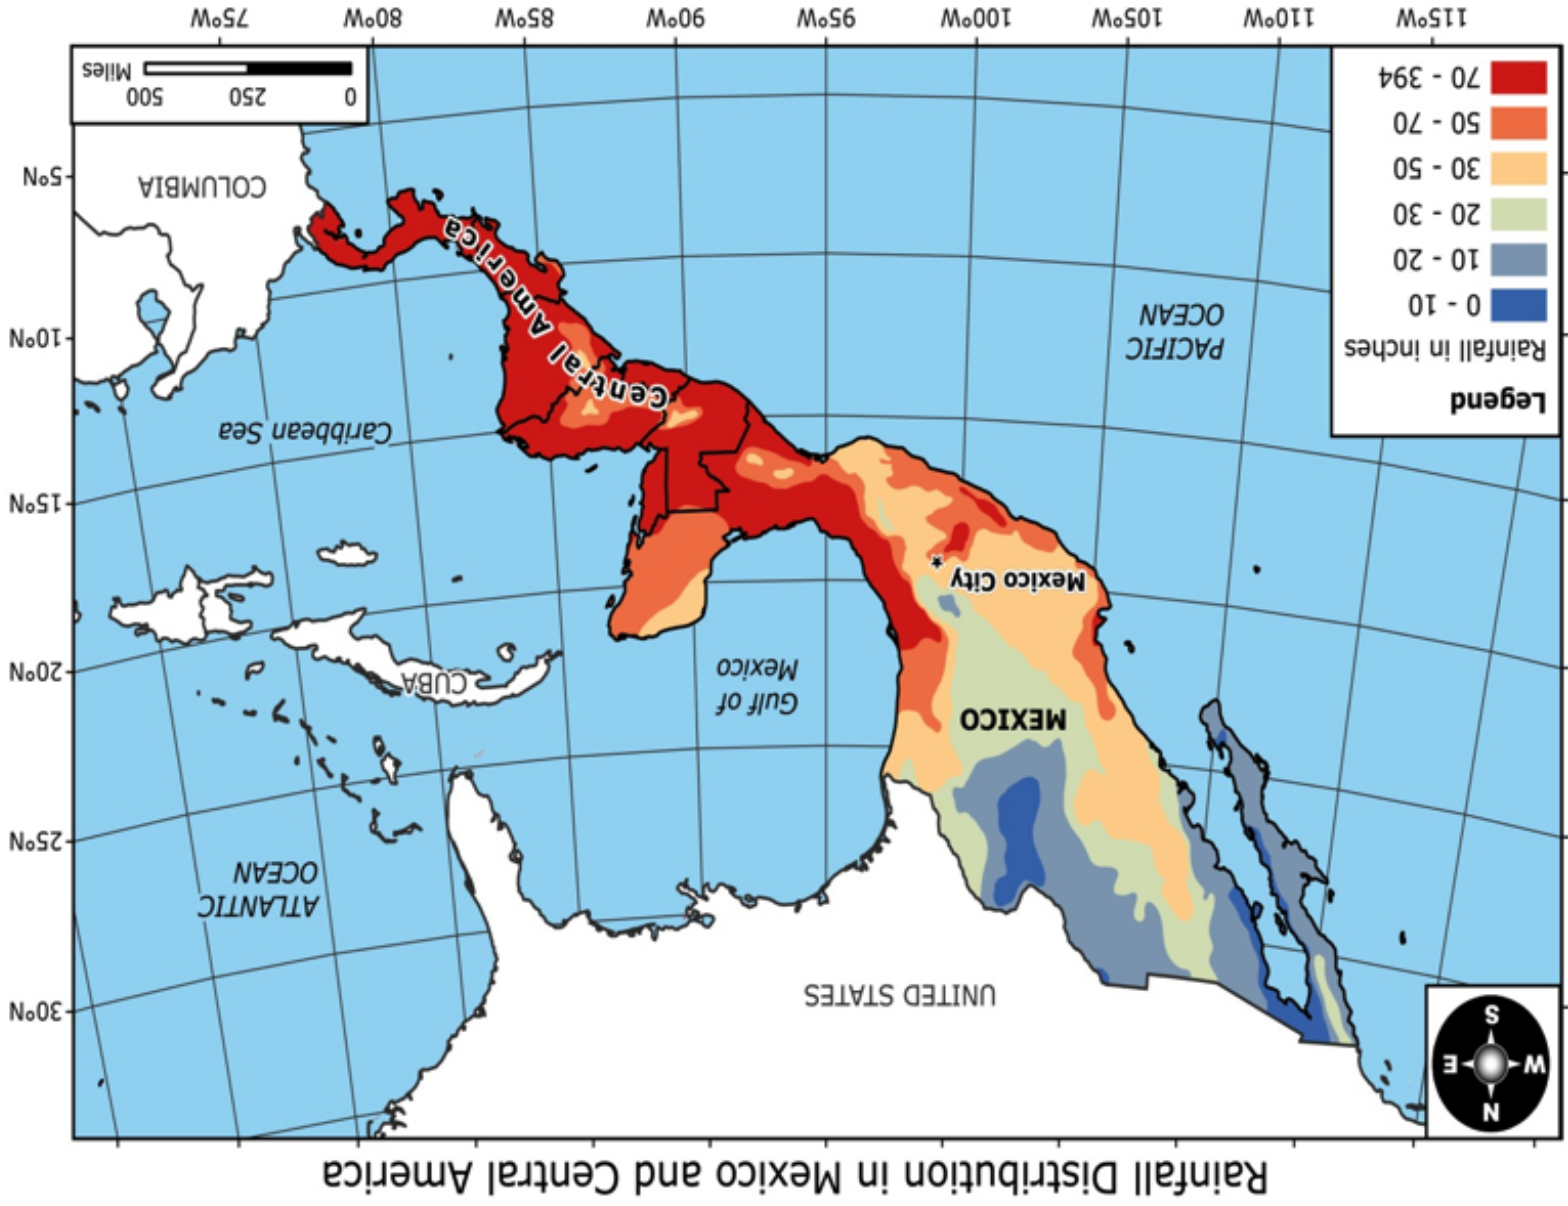 Rainfall Distribution in Mexico and Central America
N
W
E
S
UNITED STATES
30°N
ATLANTIC
OCEAN
25°N
MEXICO
Gulf of
Mexico
CUBA
20°N
Mexico City
15°N
Caribbean Sea
Central America
Legend
Rainfall in inches
0 - 10
10 - 20
20 - 30
30 - 50
50 - 70
70 - 394
PACIFIC
OCEAN
10°N
COLUMBIA
5°N
0
250
500
Miles
115°W
110°W
105°W
100°W
95°W
90°W
85°W
80°W
75°W